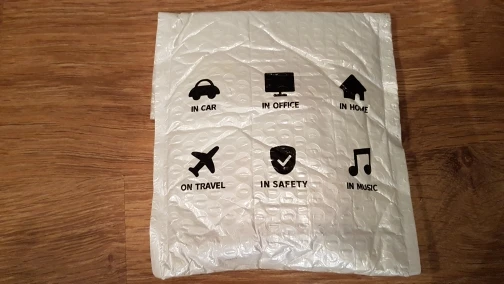 IN CAR
IN OFFICE
IN HOME
ON TRAVEL
IN SAFETY
IN MUSIC